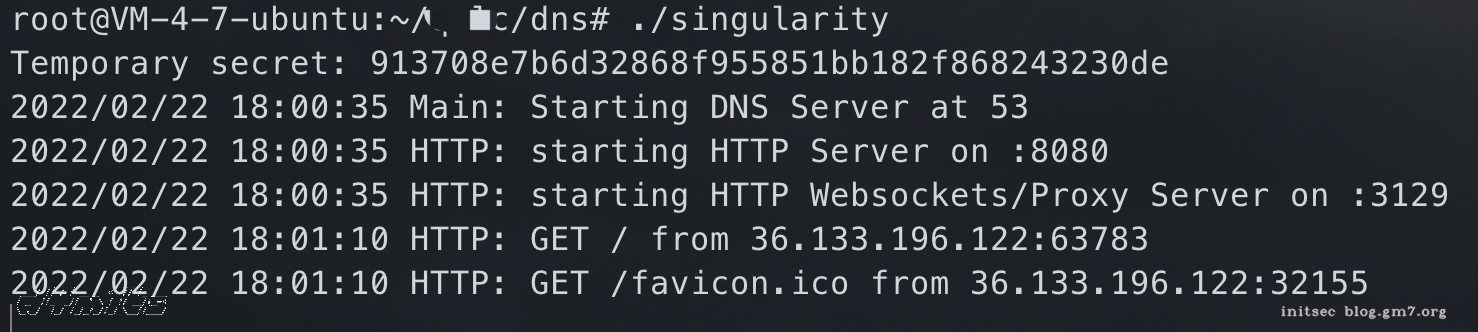 root@VM-4-7-ubuntu:~/ c/dns# ./singularity
Temporary secret: 913708e7b6d32868f955851bb182f868243230de
2022/02/22 18:00:35 Main: Starting DNS Server at 53
2022/02/22 18:00:35 HTTP: starting HTTP Server on :8080
2022/02/22 18:00:35 HTTP: starting HTTP Websockets/Proxy Server on :3129
2022/02/22 18:01:10 HTTP: GET / from 36.133.196.122:63783
2022/02/22 18:01:10 HTTP: GET /favicon.ico from 36.133.196.122:32155
initsec blog.gm7.org